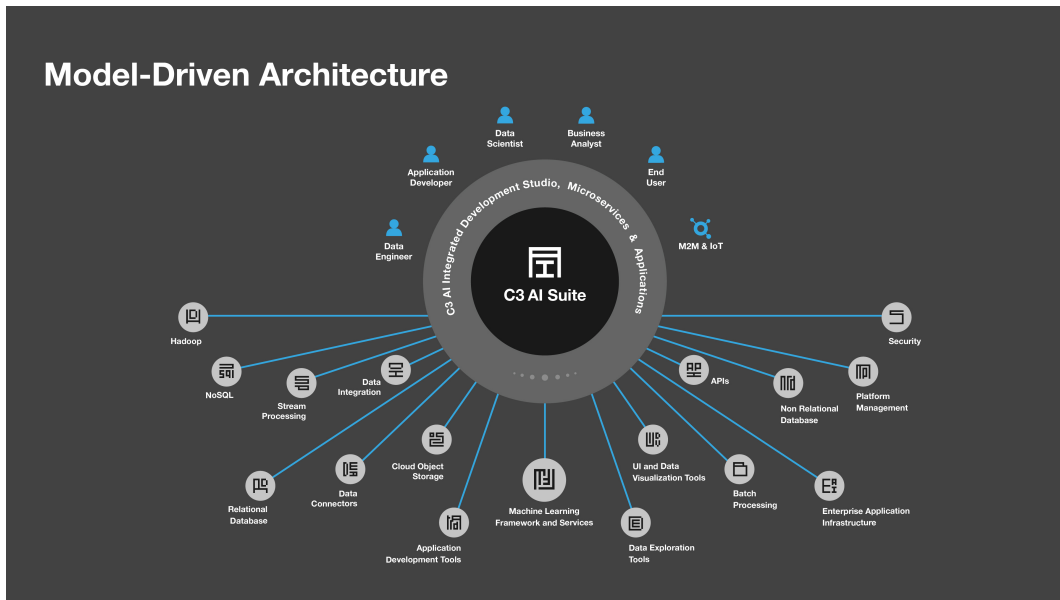 Model-Driven Architecture
Data
Scientist
Business
Analyst
Application
Developer
End
User
Data
Engineer
M2M & IoT
C3 AI Integrated Development Studio, Microservices & Applications
C3 AI Suite
Hadoop
Security
NoSQL
Stream
Processing
Data
Integration
APIs
Non Relational
Database
Platform
Management
Relational
Database
Data
Connectors
Cloud Object
Storage
Application
Development Tools
Machine Learning
Framework and Services
Data Exploration
Tools
UI and Data
Visualization Tools
Batch
Processing
Enterprise Application
Infrastructure